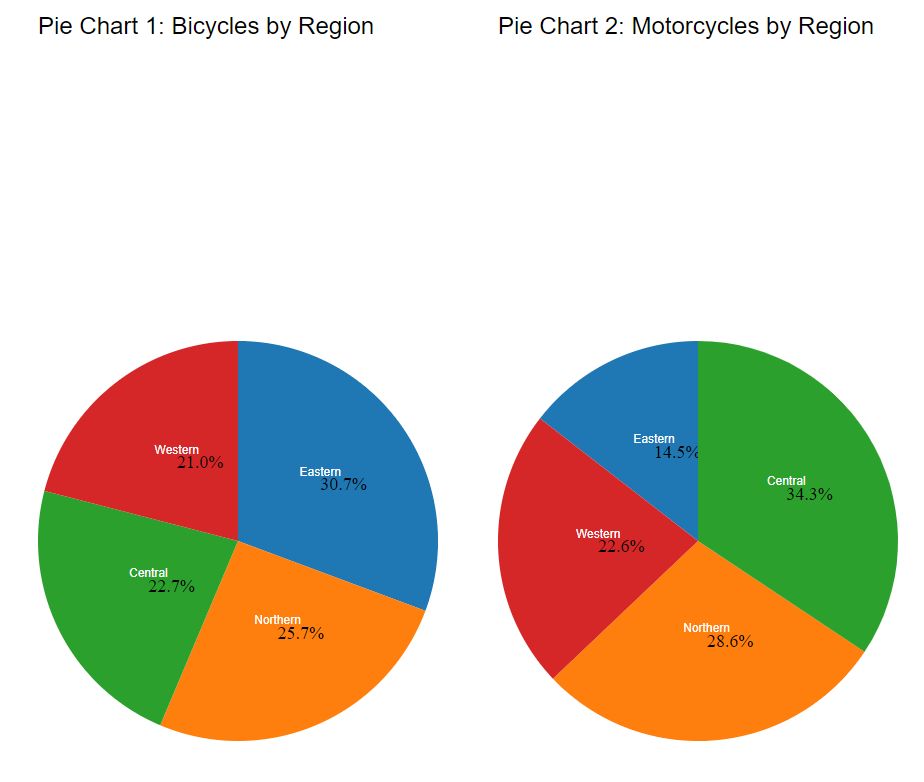 Pie Chart 1: Bicycles by Region
Western
21.0%
Eastern
30.7%
Central
22.7%
Northern
25.7%
Pie Chart 2: Motorcycles by Region
Eastern
14.5%
Central
34.3%
Western
22.6%
Northern
28.6%